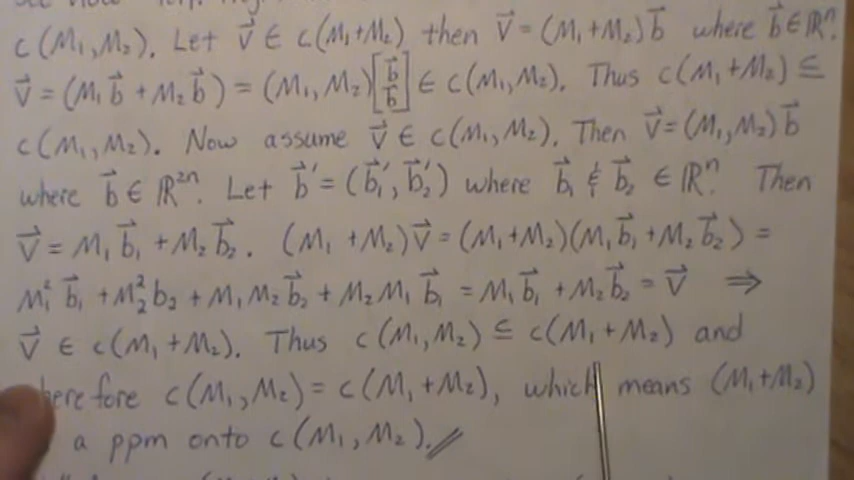 C(M₁,M₂). Let v⃗ ∈ C(M₁+M₂) then v⃗ = (M₁+M₂)b⃗ where b⃗ ∈ ℝⁿ.
v⃗ = (M₁b⃗ + M₂b⃗) = (M₁,M₂)[b⃗ b⃗] ∈ C(M₁,M₂). Thus C(M₁+M₂) ⊆
C(M₁,M₂). Now assume v⃗ ∈ C(M₁,M₂). Then v⃗ = (M₁,M₂)b⃗
where b⃗ ∈ ℝ²ⁿ. Let b⃗' = (b⃗₁', b⃗₂') where b⃗₁ & b⃗₂ ∈ ℝⁿ. Then
v⃗ = M₁b⃗₁ + M₂b⃗₂. (M₁+M₂)v⃗ = (M₁+M₂)(M₁b⃗₁ + M₂b⃗₂) =
M₁²b⃗₁ + M₂²b₂ + M₁M₂b⃗₂ + M₂M₁b⃗₁ = M₁b⃗₁ + M₂b⃗₂ = v⃗ ⇒
v⃗ ∈ C(M₁+M₂). Thus C(M₁,M₂) ⊆ C(M₁+M₂) and
herefore C(M₁,M₂) = C(M₁+M₂), which means (M₁+M₂)
a ppm onto C(M₁,M₂). //